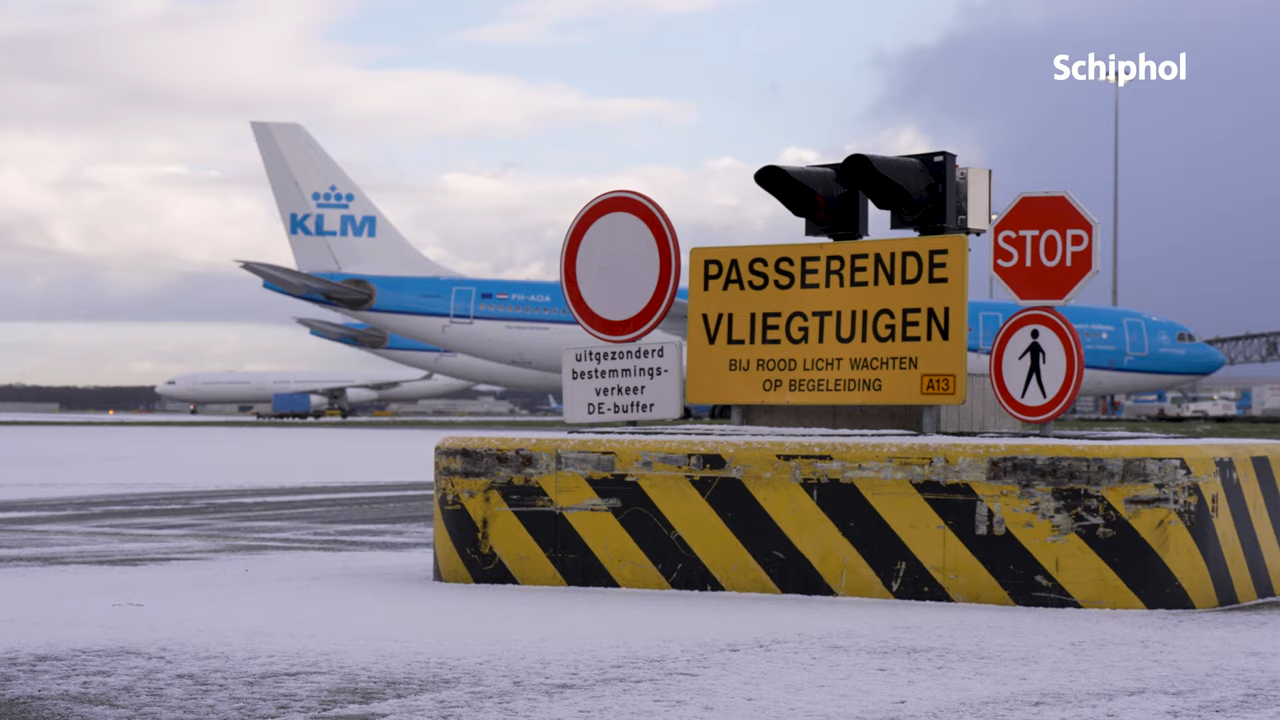 Schiphol
KLM
PH-AOA
PASSERENDE
VLIEGTUIGEN
BIJ ROOD LICHT WACHTEN
OP BEGELEIDING
A13
STOP
uitgezonderd
bestemmings-
verkeer
DE-buffer